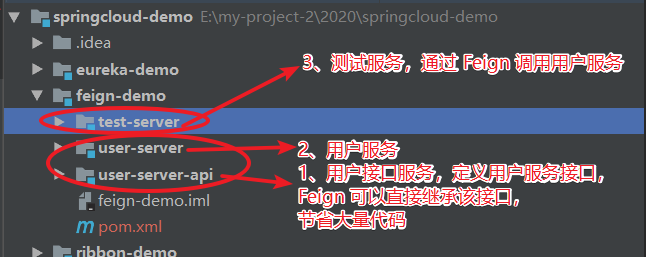 springcloud-demo E:\my-project-2\2020\springcloud-demo
.idea
eureka-demo
feign-demo
test-server
user-server
user-server-api
feign-demo.iml
pom.xml
ribbon-demo
3、测试服务，通过 Feign 调用用户服务
2、用户服务
1、用户接口服务，定义用户服务接口，
Feign 可以直接继承该接口，
节省大量代码